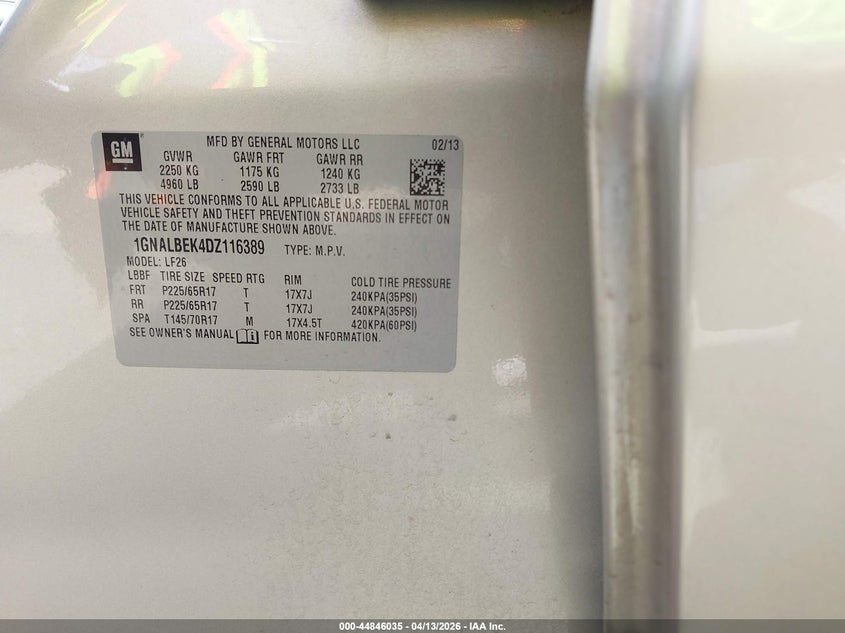 GM
MFD BY GENERAL MOTORS LLC 02/13
GVWR GAWR FRT GAWR RR
2250 KG 1175 KG 1240 KG
4960 LB 2590 LB 2733 LB
THIS VEHICLE CONFORMS TO ALL APPLICABLE U.S. FEDERAL MOTOR
VEHICLE SAFETY AND THEFT PREVENTION STANDARDS IN EFFECT ON
THE DATE OF MANUFACTURE SHOWN ABOVE.
1GNALBEK4DZ116389 TYPE: M.P.V.
MODEL: LF26
LBBF TIRE SIZE SPEED RTG RIM COLD TIRE PRESSURE
FRT P225/65R17 T 17X7J 240KPA(35PSI)
RR P225/65R17 T 17X7J 240KPA(35PSI)
SPA T145/70R17 M 17X4.5T 420KPA(60PSI)
SEE OWNER'S MANUAL FOR MORE INFORMATION.
000-44846035 - 04/13/2026 - IAA Inc.